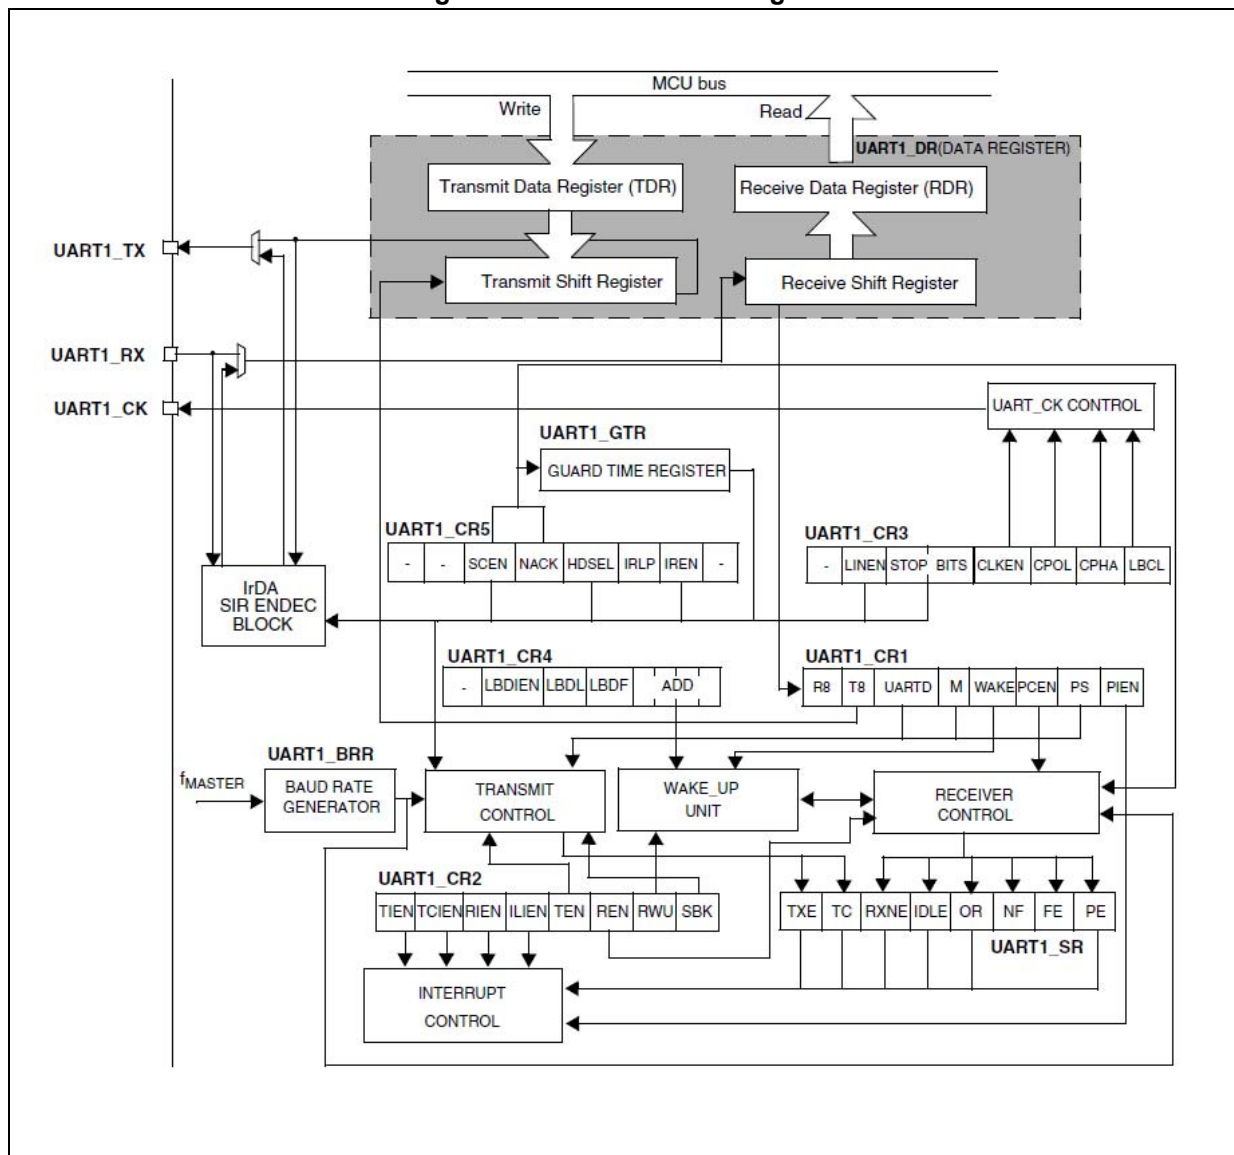 MCU bus
Write
Read
UART1_DR(DATA REGISTER)
Transmit Data Register (TDR)
Receive Data Register (RDR)
UART1_TX
Transmit Shift Register
Receive Shift Register
UART1_RX
UART1_CK
UART_CK CONTROL
UART1_GTR
GUARD TIME REGISTER
UART1_CR5
- - SCEN NACK HDSEL IRLP IREN -
UART1_CR3
- LINEN STOP BITS CLKEN CPOL CPHA LBCL
IrDA
SIR ENDEC
BLOCK
UART1_CR4
- LBDIEN LBDL LBDF ADD
UART1_CR1
R8 T8 UARTD M WAKE PCEN PS PIEN
UART1_BRR
fMASTER
BAUD RATE
GENERATOR
TRANSMIT
CONTROL
WAKE_UP
UNIT
RECEIVER
CONTROL
UART1_CR2
TIEN TCIEN RIEN ILIEN TEN REN RWU SBK
TXE TC RXNE IDLE OR NF FE PE
UART1_SR
INTERRUPT
CONTROL